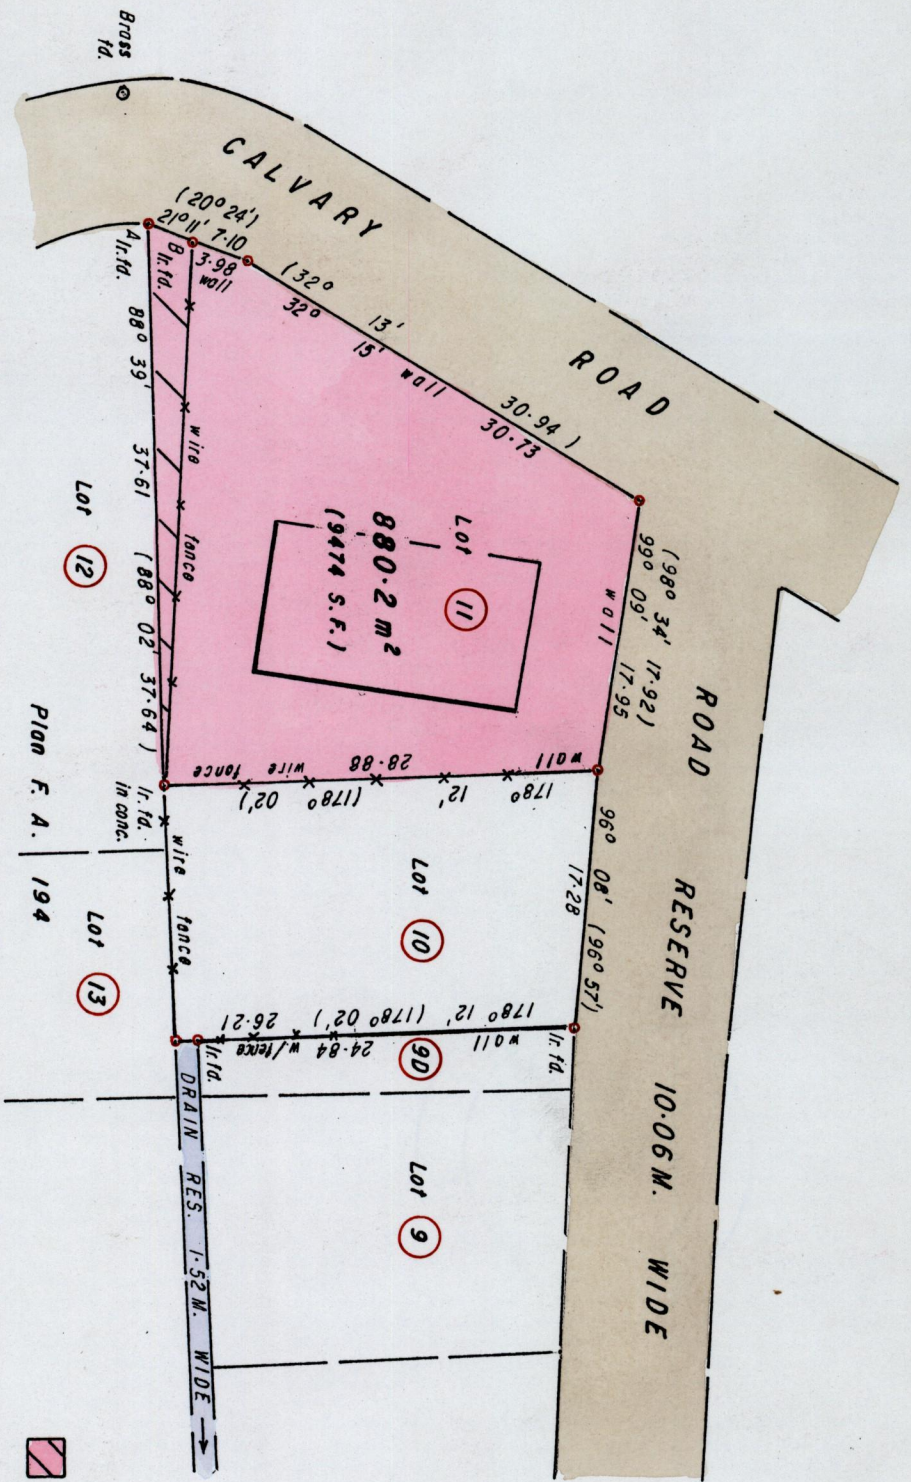 Brass
fd.
CALVARY ROAD
(20° 24')
21° 11' 7·10
3·98
wall
A Ir.fd.
B Ir.fd.
(32° 13' 30·94)
32° 15' 30·73
wall
(98° 34' 17·92)
99° 09' 17·95
wall
ROAD RESERVE 10·06 M. WIDE
96° 08' (96° 57')
17·28
Lot
11
880·2 m²
(9474 S.F.)
wire fence
88° 39' 37·61 (88° 02' 37·64)
Lot
12
178° 12' (178° 02')
wall 28·88 wire fence
Ir. fd.
in conc.
Plan F. A. 194
wire fence
Lot
10
Lot
13
178° 12' (178° 02') 26·21
wall 24·84 w/fence
Ir. fd.
Ir.fd.
9D
Lot
9
DRAIN RES. 1·52 M. WIDE →